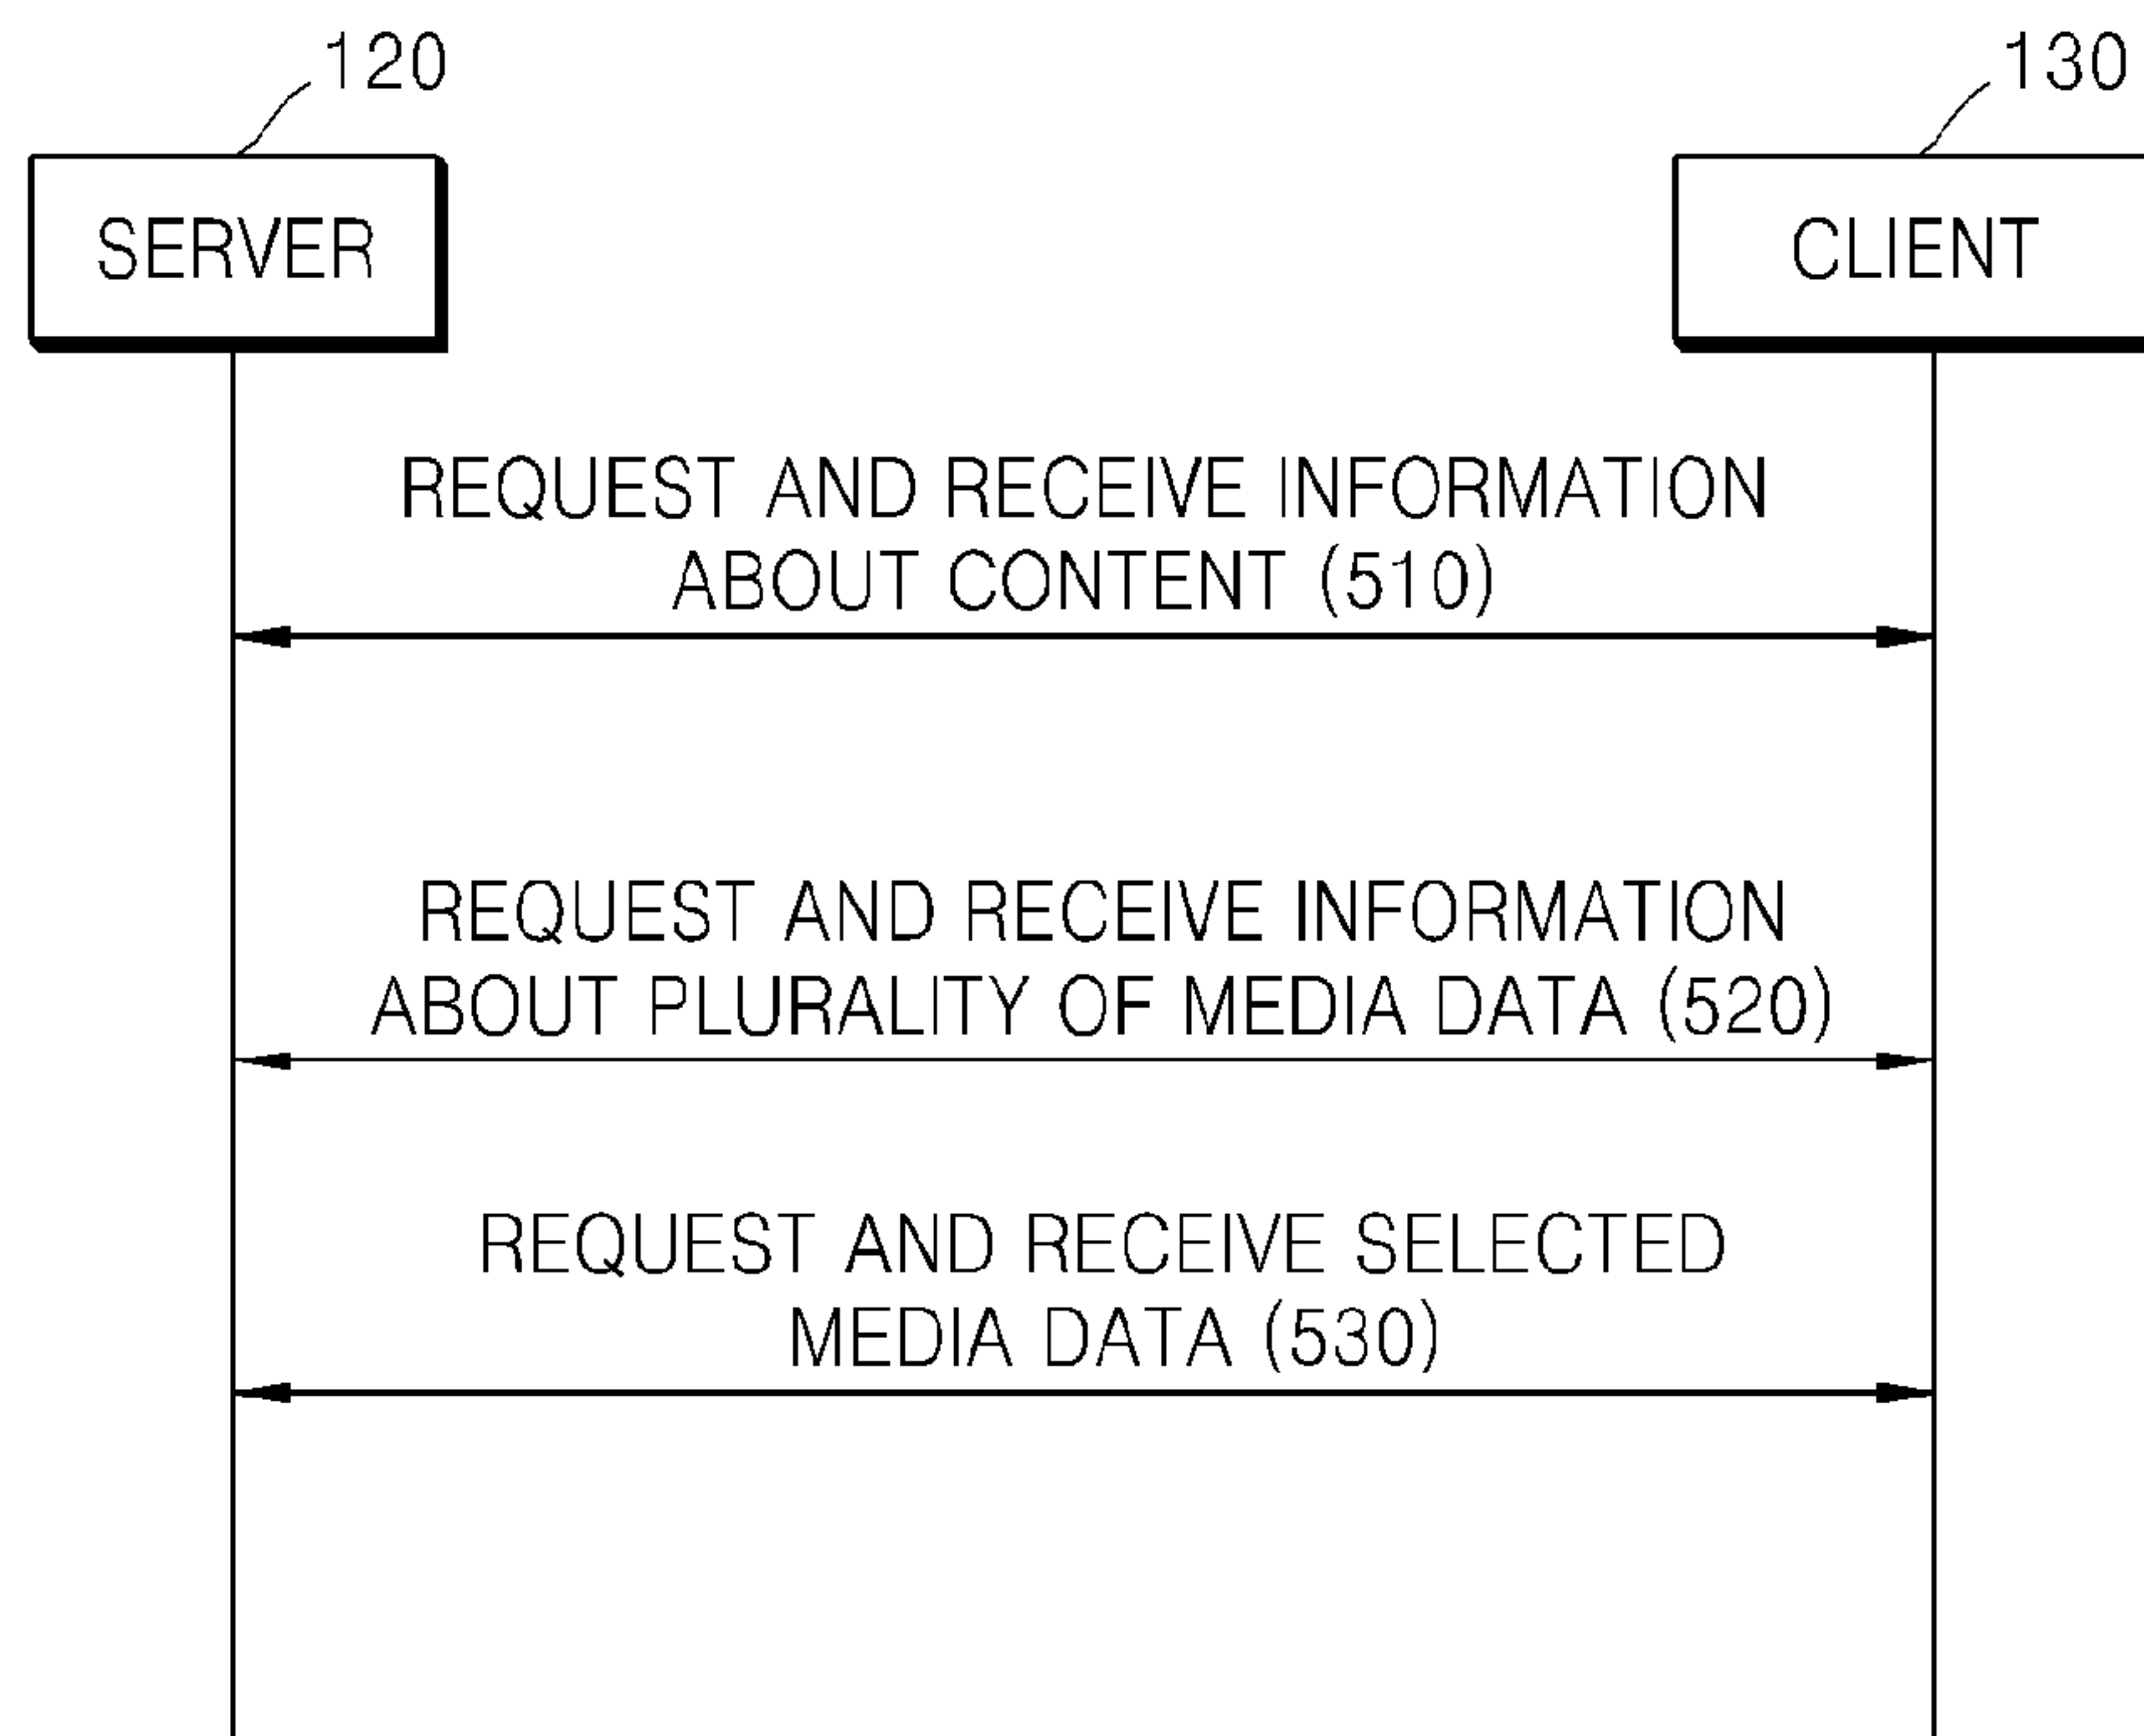 120
130
SERVER
CLIENT
REQUEST AND RECEIVE INFORMATION
ABOUT CONTENT (510)
REQUEST AND RECEIVE INFORMATION
ABOUT PLURALITY OF MEDIA DATA (520)
REQUEST AND RECEIVE SELECTED
MEDIA DATA (530)